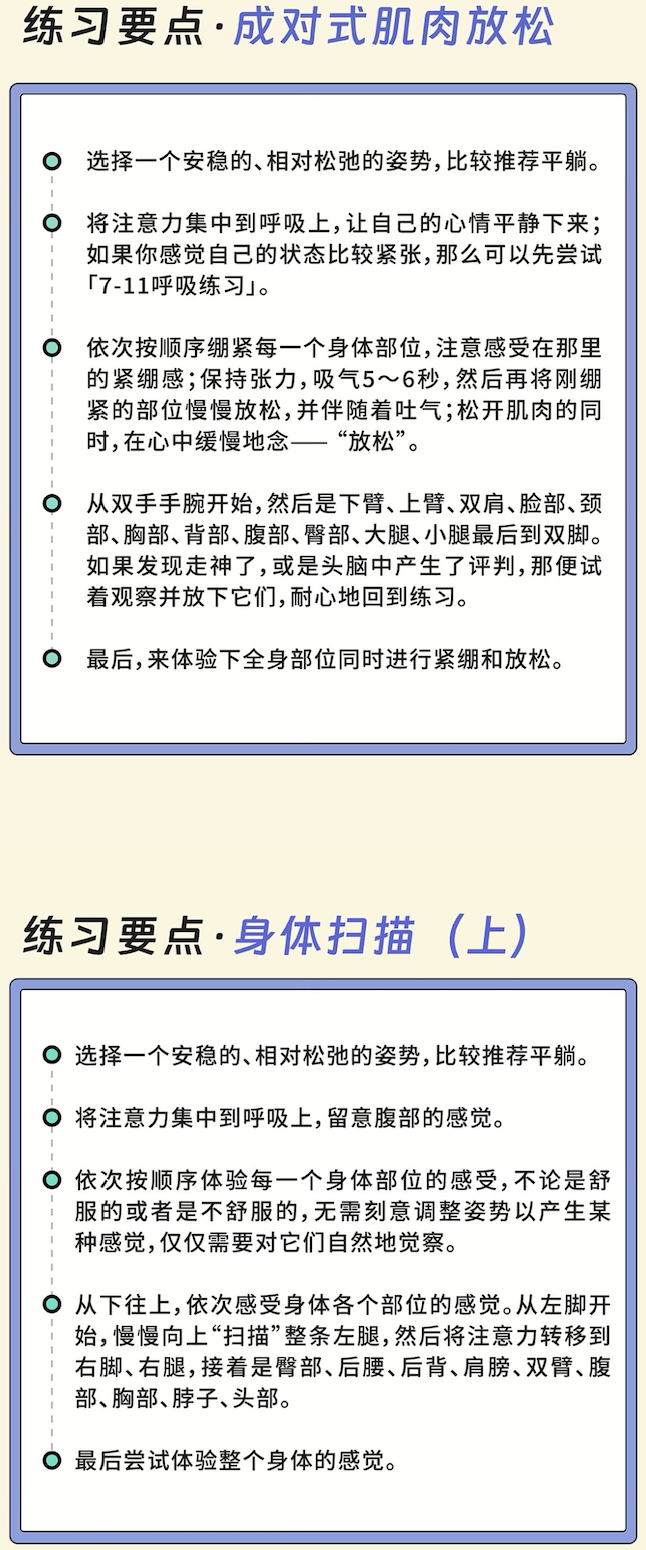 练习要点·成对式肌肉放松
选择一个安稳的、相对松弛的姿势,比较推荐平躺。
将注意力集中到呼吸上,让自己的心情平静下来;
如果你感觉自己的状态比较紧张,那么可以先尝试
「7-11呼吸练习」。
依次按顺序绷紧每一个身体部位,注意感受在那里
的紧绷感;保持张力,吸气5～6秒,然后再将刚绷
紧的部位慢慢放松,并伴随着吐气;松开肌肉的同
时,在心中缓慢地念——“放松”。
从双手手腕开始,然后是下臂、上臂、双肩、脸部、颈
部、胸部、背部、腹部、臀部、大腿、小腿最后到双脚。
如果发现走神了,或是头脑中产生了评判,那便试
着观察并放下它们,耐心地回到练习。
最后,来体验下全身部位同时进行紧绷和放松。
练习要点·身体扫描（上）
选择一个安稳的、相对松弛的姿势,比较推荐平躺。
将注意力集中到呼吸上,留意腹部的感觉。
依次按顺序体验每一个身体部位的感受,不论是舒
服的或者是不舒服的,无需刻意调整姿势以产生某
种感觉,仅仅需要对它们自然地觉察。
从下往上,依次感受身体各个部位的感觉。从左脚开
始,慢慢向上“扫描”整条左腿,然后将注意力转移到
右脚、右腿,接着是臀部、后腰、后背、肩膀、双臂、腹
部、胸部、脖子、头部。
最后尝试体验整个身体的感觉。